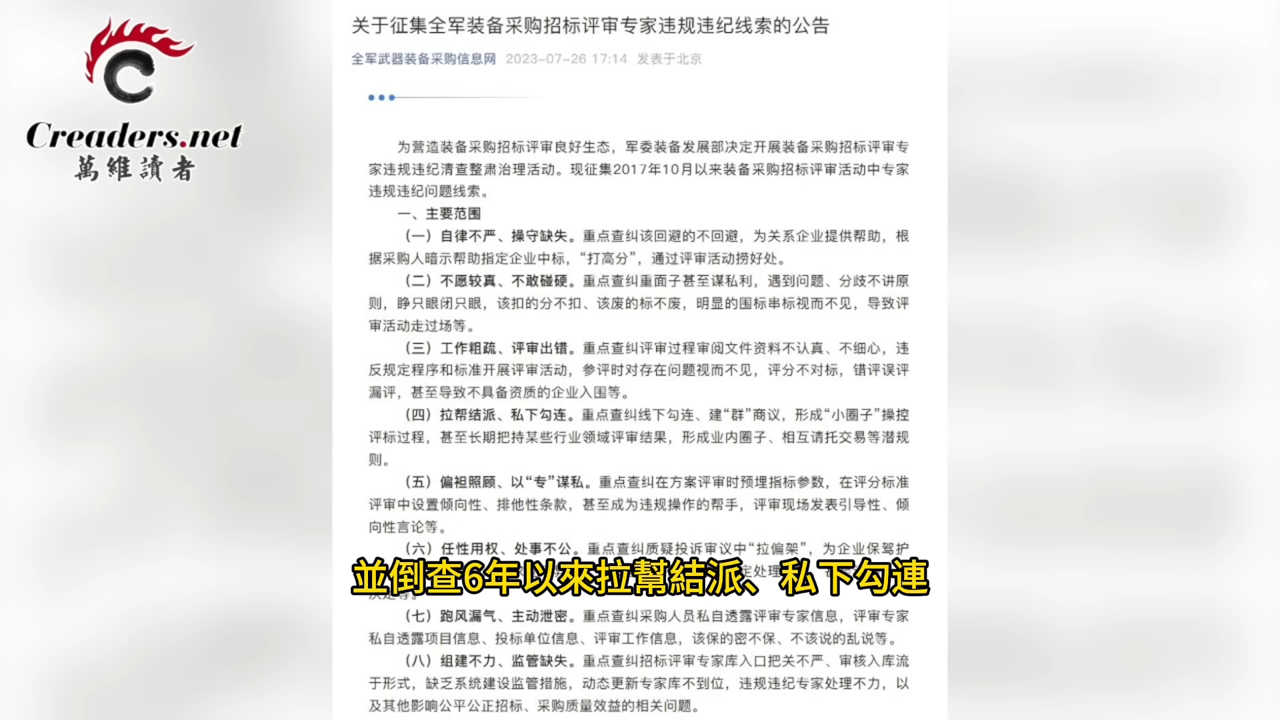 Creaders.net
萬維讀者
关于征集全军装备采购招标评审专家违规违纪线索的公告
全军武器装备采购信息网 2023-07-26 17:14 发表于北京
为营造装备采购招标评审良好生态，军委装备发展部决定开展装备采购招标评审专
家违规违纪清查整肃治理活动。现征集2017年10月以来装备采购招标评审活动中专家
违规违纪问题线索。
一、主要范围
（一）自律不严、操守缺失。重点查纠该回避的不回避，为关系企业提供帮助，根
据采购人暗示帮助指定企业中标，“打高分”，通过评审活动捞好处。
（二）不愿较真、不敢碰硬。重点查纠重面子甚至谋私利，遇到问题、分歧不讲原
则，睁只眼闭只眼，该扣的分不扣、该废的标不废，明显的围标串标视而不见，导致评
审活动走过场等。
（三）工作粗疏、评审出错。重点查纠评审过程审阅文件资料不认真、不细心，违
反规定程序和标准开展评审活动，参评时对存在问题视而不见，评分不对标，错评误评
漏评，甚至导致不具备资质的企业入围等。
（四）拉帮结派、私下勾连。重点查纠线下勾连、建“群”商议，形成“小圈子”操控
评标过程，甚至长期把持某些行业领域评审结果，形成业内圈子、相互请托交易等潜规
则。
（五）偏袒照顾、以“专”谋私。重点查纠在方案评审时预埋指标参数，在评分标准
评审中设置倾向性、排他性条款，甚至成为违规操作的帮手，评审现场发表引导性、倾
向性言论等。
（六）任性用权、处事不公。重点查纠质疑投诉审议中“拉偏架”，为企业保驾护
並倒查6年以來拉幫結派、私下勾連
（七）跑风漏气、主动泄密。重点查纠采购人员私自透露评审专家信息，评审专家
私自透露项目信息、投标单位信息、评审工作信息，该保的密不保、不该说的乱说等。
（八）组建不力、监管缺失。重点查纠招标评审专家库入口把关不严、审核入库流
于形式，缺乏系统建设监管措施，动态更新专家库不到位，违规违纪专家处理不力，以
及其他影响公平公正招标、采购质量效益的相关问题。